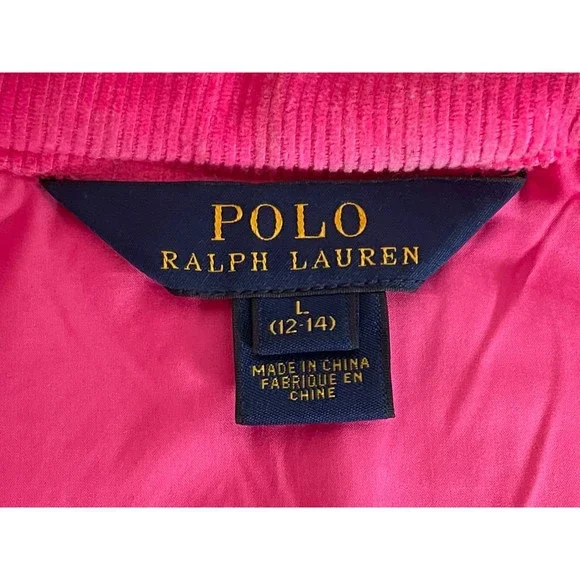 POLO
RALPH LAUREN
L
(12-14)
MADE IN CHINA
FABRIQUE EN
CHINE